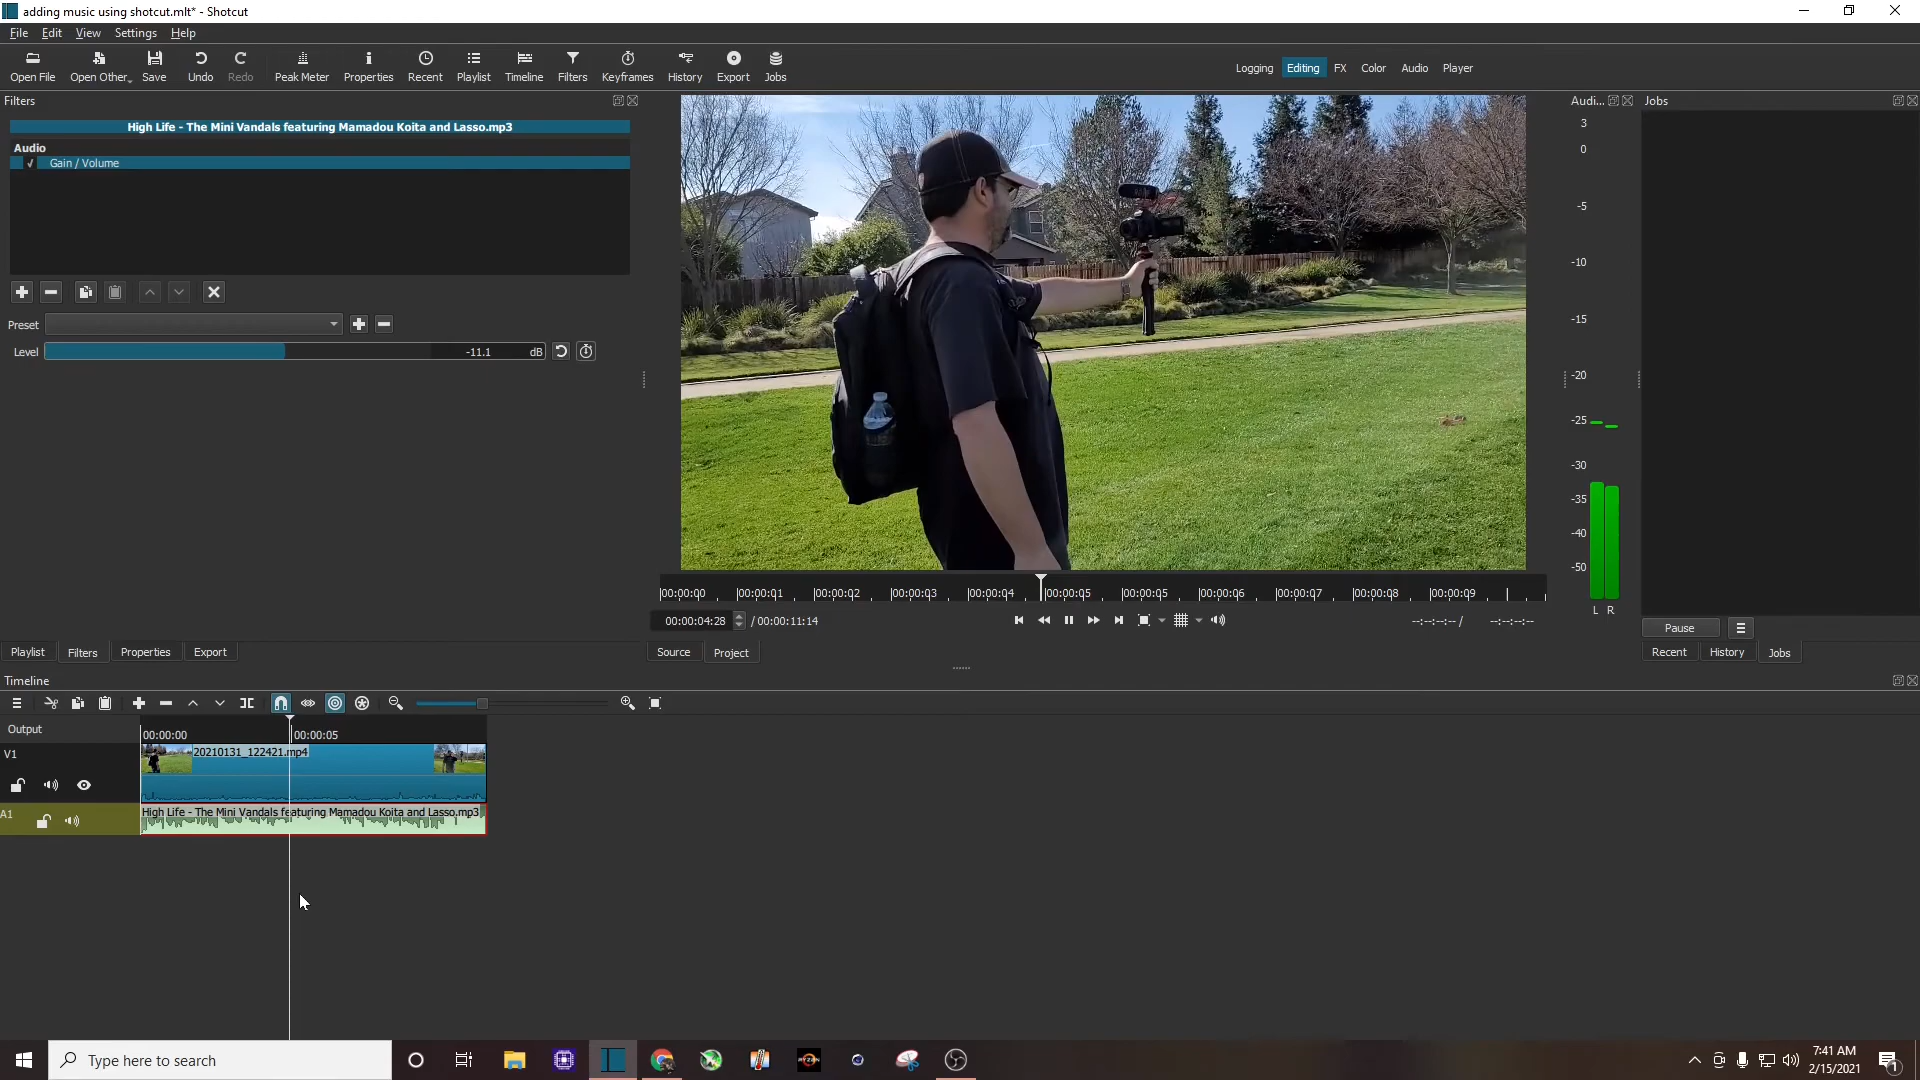 adding music using shotcut.mlt* - Shotcut
File Edit View Settings Help
Open File Open Other Save Undo Redo Peak Meter Properties Recent Playlist Timeline Filters Keyframes History Export Jobs
Logging Editing FX Color Audio Player
Filters
High Life - The Mini Vandals featuring Mamadou Koita and Lasso.mp3
Audio
✓ Gain / Volume
Preset
Level -11.1 dB
Audi...
3
0
-5
-10
-15
-20
-25
-30
-35
-40
-50
L R
Jobs
00:00:00 00:00:01 00:00:02 00:00:03 00:00:04 00:00:05 00:00:05 00:00:06 00:00:07 00:00:08 00:00:09
00:00:04:28 / 00:00:11:14
--:--:--:-- / --:--:--:--
Pause
Playlist Filters Properties Export
Source Project
Recent History Jobs
Timeline
Output
00:00:00 00:00:05
V1
20210131_122421.mp4
A1
High Life - The Mini Vandals featuring Mamadou Koita and Lasso.mp3
Type here to search
RYZEN
7:41 AM
2/15/2021
1